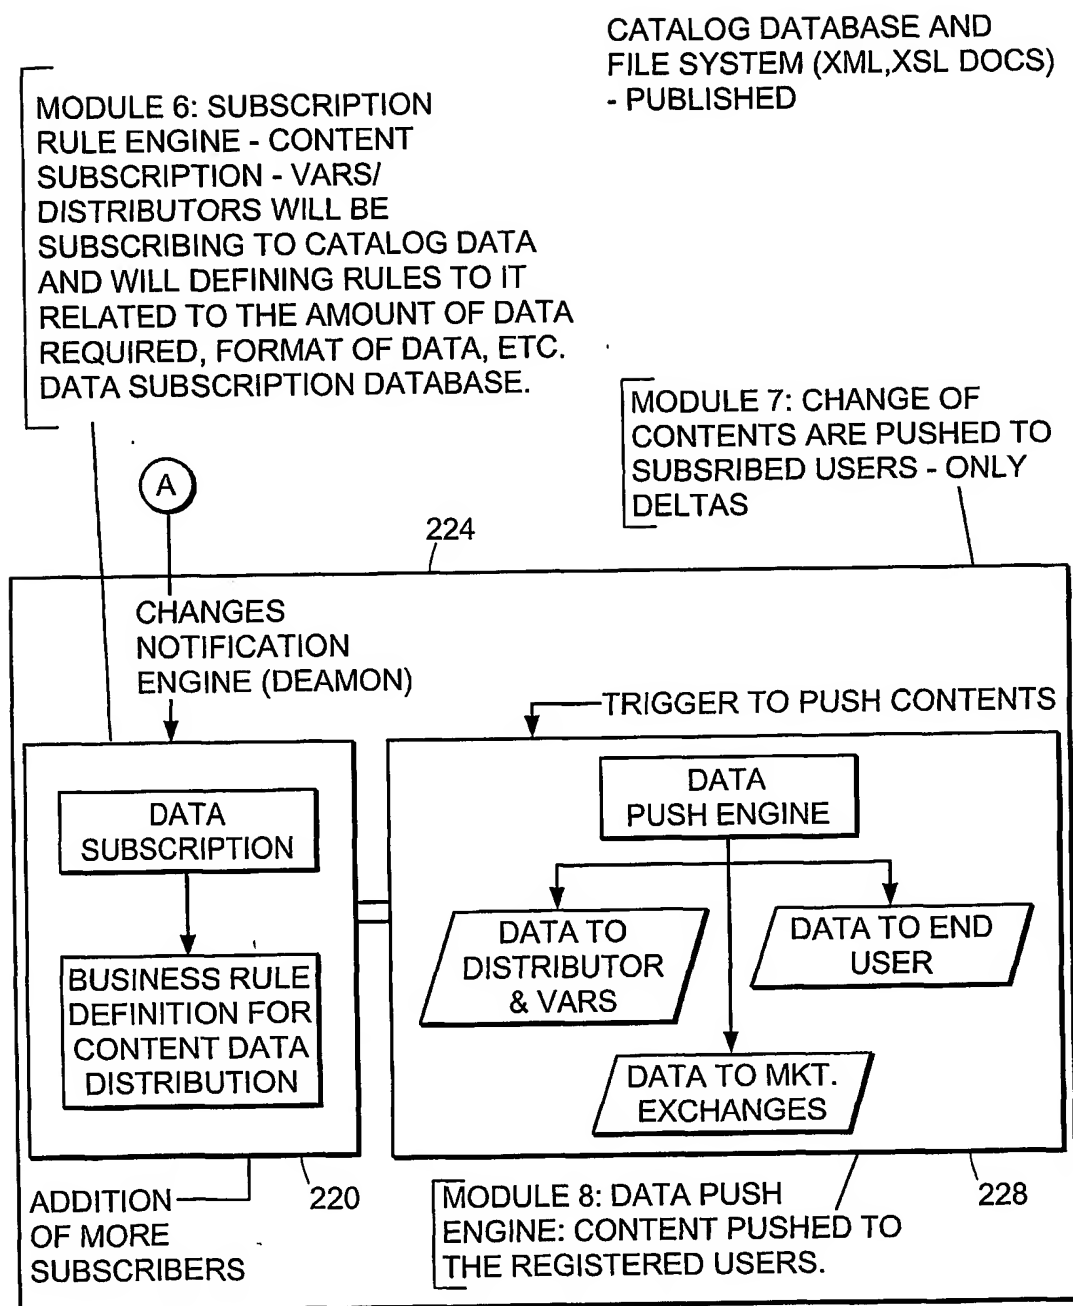 CATALOG DATABASE AND
FILE SYSTEM (XML,XSL DOCS)
- PUBLISHED
MODULE 6: SUBSCRIPTION
RULE ENGINE - CONTENT
SUBSCRIPTION - VARS/
DISTRIBUTORS WILL BE
SUBSCRIBING TO CATALOG DATA
AND WILL DEFINING RULES TO IT
RELATED TO THE AMOUNT OF DATA
REQUIRED, FORMAT OF DATA, ETC.
DATA SUBSCRIPTION DATABASE.
MODULE 7: CHANGE OF
CONTENTS ARE PUSHED TO
SUBSRIBED USERS - ONLY
DELTAS
A
224
CHANGES
NOTIFICATION
ENGINE (DEAMON)
TRIGGER TO PUSH CONTENTS
DATA
SUBSCRIPTION
BUSINESS RULE
DEFINITION FOR
CONTENT DATA
DISTRIBUTION
DATA
PUSH ENGINE
DATA TO
DISTRIBUTOR
& VARS
DATA TO END
USER
DATA TO MKT.
EXCHANGES
ADDITION
OF MORE
SUBSCRIBERS
220
MODULE 8: DATA PUSH
ENGINE: CONTENT PUSHED TO
THE REGISTERED USERS.
228